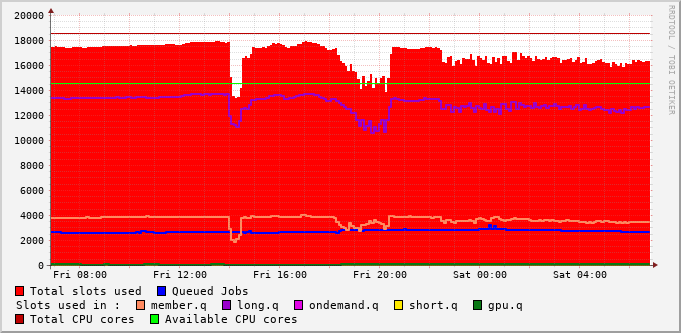 20000
18000
16000
14000
12000
10000
8000
6000
4000
2000
0
Fri 08:00 Fri 12:00 Fri 16:00 Fri 20:00 Sat 00:00 Sat 04:00
RRDTOOL / TOBI OETIKER
Total slots used Queued Jobs
Slots used in : member.q long.q ondemand.q short.q gpu.q
Total CPU cores Available CPU cores